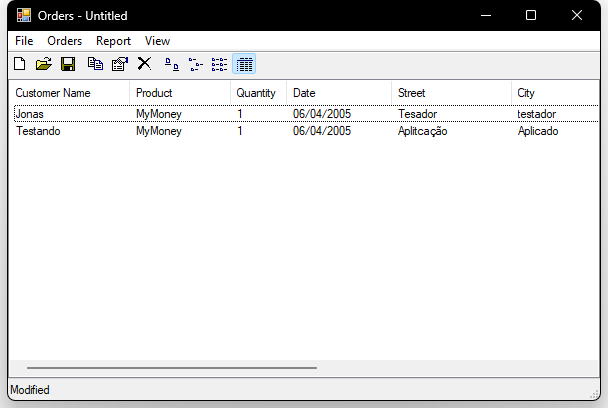 Orders - Untitled
File Orders Report View
Customer Name Product Quantity Date Street City
Jonas MyMoney 1 06/04/2005 Tesador testador
Testando MyMoney 1 06/04/2005 Aplitcação Aplicado
Modified